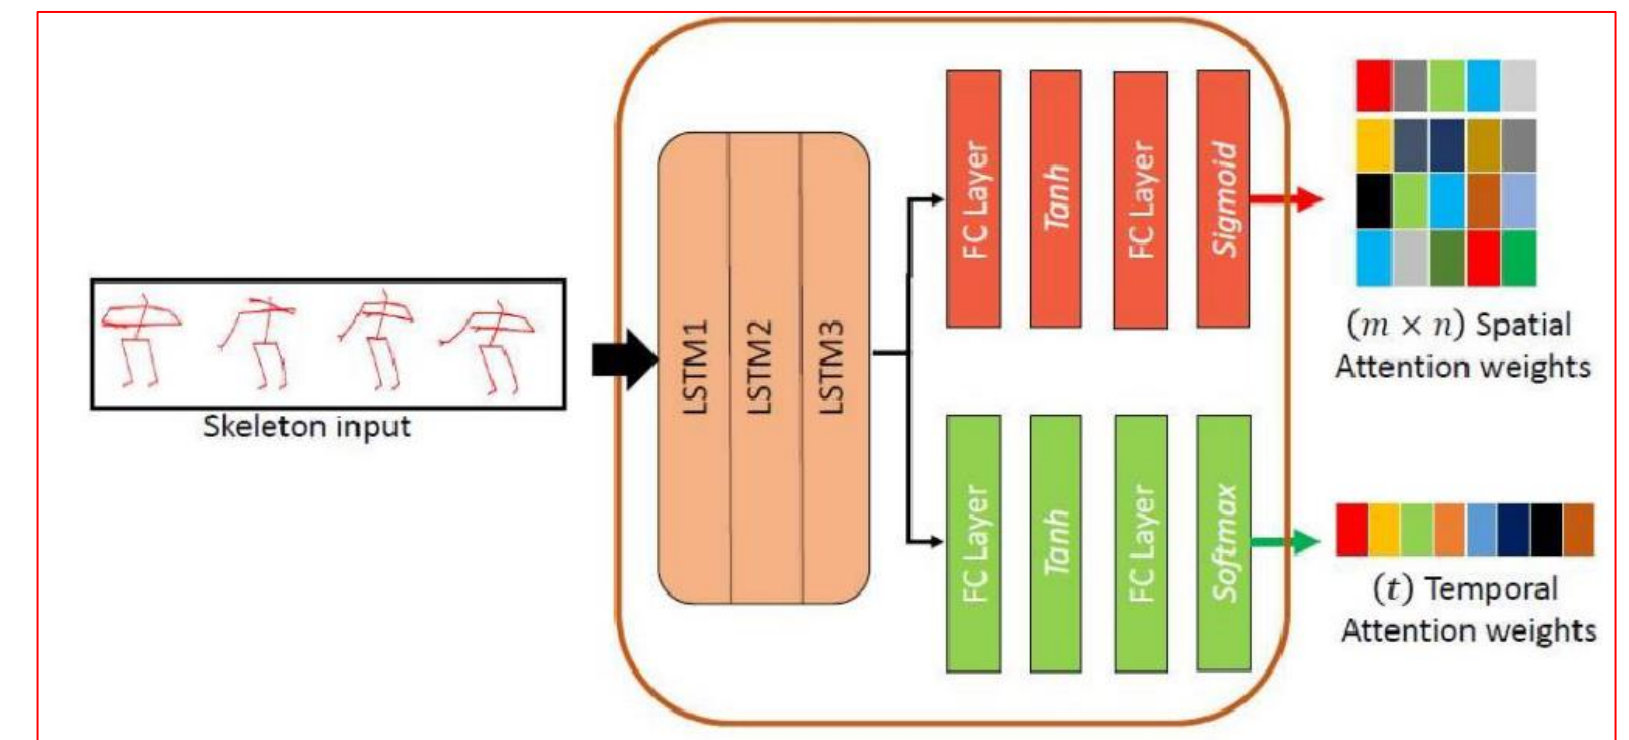 Skeleton input
LSTM1
LSTM2
LSTM3
FC Layer
Tanh
FC Layer
Sigmoid
(m × n) Spatial
Attention weights
FC Layer
Tanh
FC Layer
Softmax
(t) Temporal
Attention weights